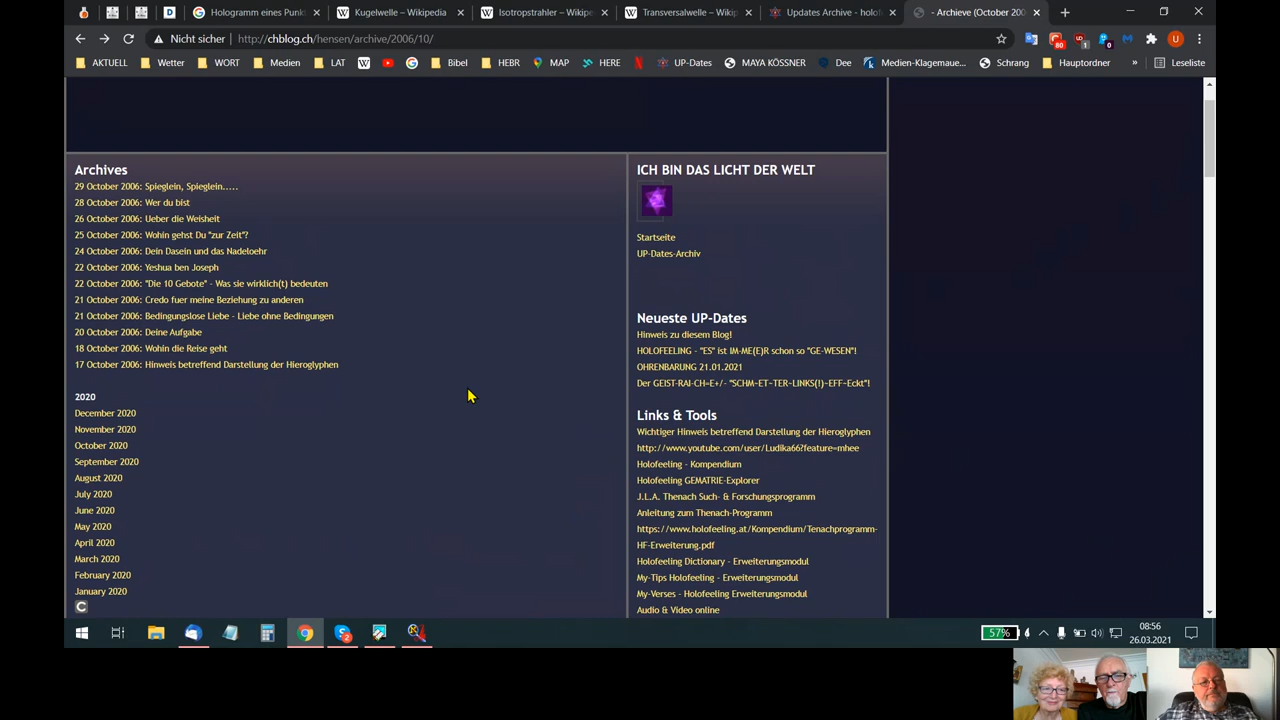 Hologramm eines Punkt
Kugelwelle – Wikipedia
Isotropstrahler – Wikipe
Transversalwelle – Wikiped
Updates Archive - holof
- Archieve (October 200
Nicht sicher
http://chblog.ch/hensen/archive/2006/10/
AKTUELL
Wetter
WORT
Medien
LAT
Bibel
HEBR
MAP
HERE
UP-Dates
MAYA KÖSSNER
Dee
Medien-Klagemaue...
Schrang
Hauptordner
»
Leseliste
Archives
29 October 2006: Spieglein, Spieglein.....
28 October 2006: Wer du bist
26 October 2006: Ueber die Weisheit
25 October 2006: Wohin gehst Du "zur Zeit"?
24 October 2006: Dein Dasein und das Nadeloehr
22 October 2006: Yeshua ben Joseph
22 October 2006: "Die 10 Gebote" - Was sie wirklich(t) bedeuten
21 October 2006: Credo fuer meine Beziehung zu anderen
21 October 2006: Bedingungslose Liebe - Liebe ohne Bedingungen
20 October 2006: Deine Aufgabe
18 October 2006: Wohin die Reise geht
17 October 2006: Hinweis betreffend Darstellung der Hieroglyphen
2020
December 2020
November 2020
October 2020
September 2020
August 2020
July 2020
June 2020
May 2020
April 2020
March 2020
February 2020
January 2020
ICH BIN DAS LICHT DER WELT
Startseite
UP-Dates-Archiv
Neueste UP-Dates
Hinweis zu diesem Blog!
HOLOFEELING - "ES" ist IM-ME(E)R schon so "GE-WESEN"!
OHRENBARUNG 21.01.2021
Der GEIST-RAI-CH=E+/- "SCHM~ET~TER~LINKS(!)~EFF~Eckt"!
Links & Tools
Wichtiger Hinweis betreffend Darstellung der Hieroglyphen
http://www.youtube.com/user/Ludika66?feature=mhee
Holofeeling - Kompendium
Holofeeling GEMATRIE-Explorer
J.L.A. Thenach Such- & Forschungsprogramm
Anleitung zum Thenach-Programm
https://www.holofeeling.at/Kompendium/Tenachprogramm-
HF-Erweiterung.pdf
Holofeeling Dictionary - Erweiterungsmodul
My-Tips Holofeeling - Erweiterungsmodul
My-Verses - Holofeeling Erweiterungsmodul
Audio & Video online
57%
08:56
26.03.2021